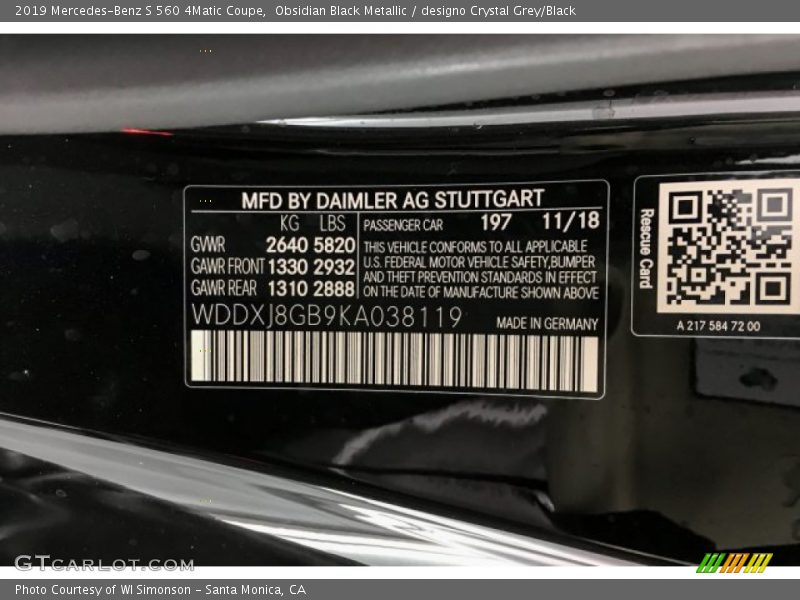 2019 Mercedes-Benz S 560 4Matic Coupe, Obsidian Black Metallic / designo Crystal Grey/Black
MFD BY DAIMLER AG STUTTGART
KG LBS
GVWR 2640 5820
GAWR FRONT 1330 2932
GAWR REAR 1310 2888
PASSENGER CAR 197 11/18
THIS VEHICLE CONFORMS TO ALL APPLICABLE
U.S. FEDERAL MOTOR VEHICLE SAFETY,BUMPER
AND THEFT PREVENTION STANDARDS IN EFFECT
ON THE DATE OF MANUFACTURE SHOWN ABOVE
WDDXJ8GB9KA038119
MADE IN GERMANY
Rescue Card
A 217 584 72 00
GTCARLOT.COM
Photo Courtesy of WI Simonson - Santa Monica, CA